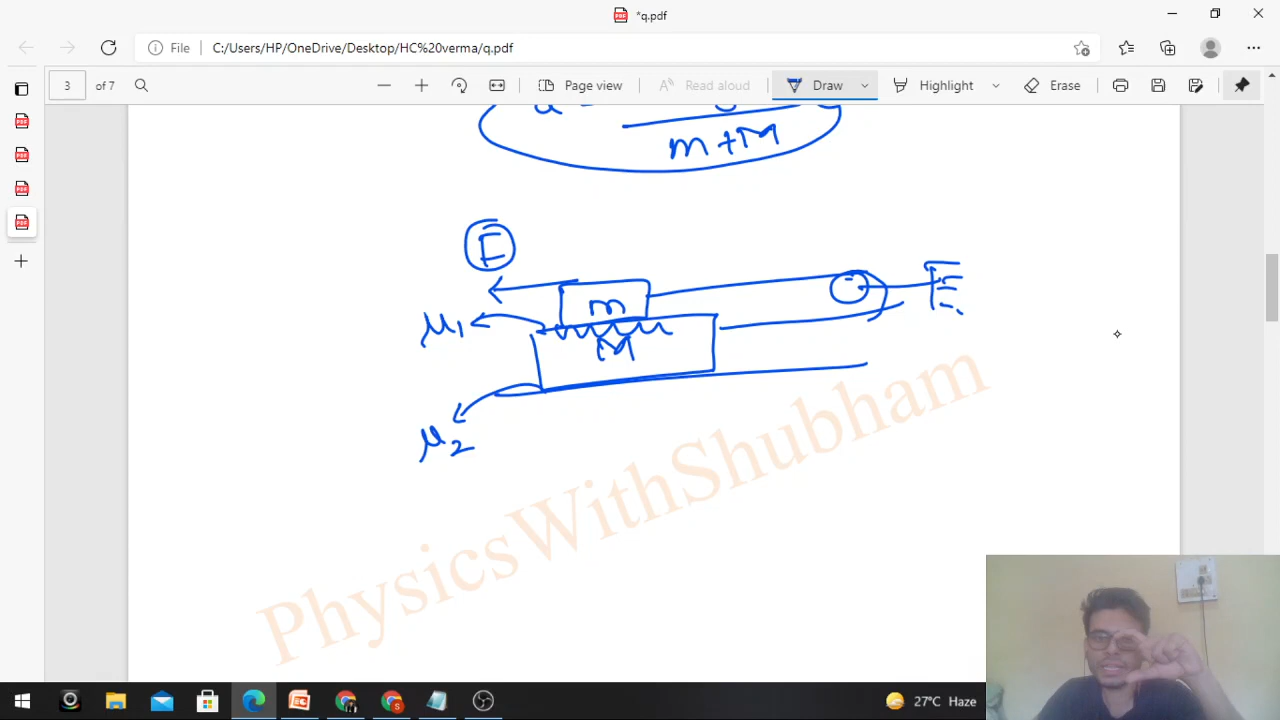 *q.pdf
File C:/Users/HP/OneDrive/Desktop/HC%20verma/q.pdf
3 of 7 Page view Read aloud Draw Highlight Erase
m+M
F
m
μ1
M
μ2
PhysicsWithShubham
27°C Haze